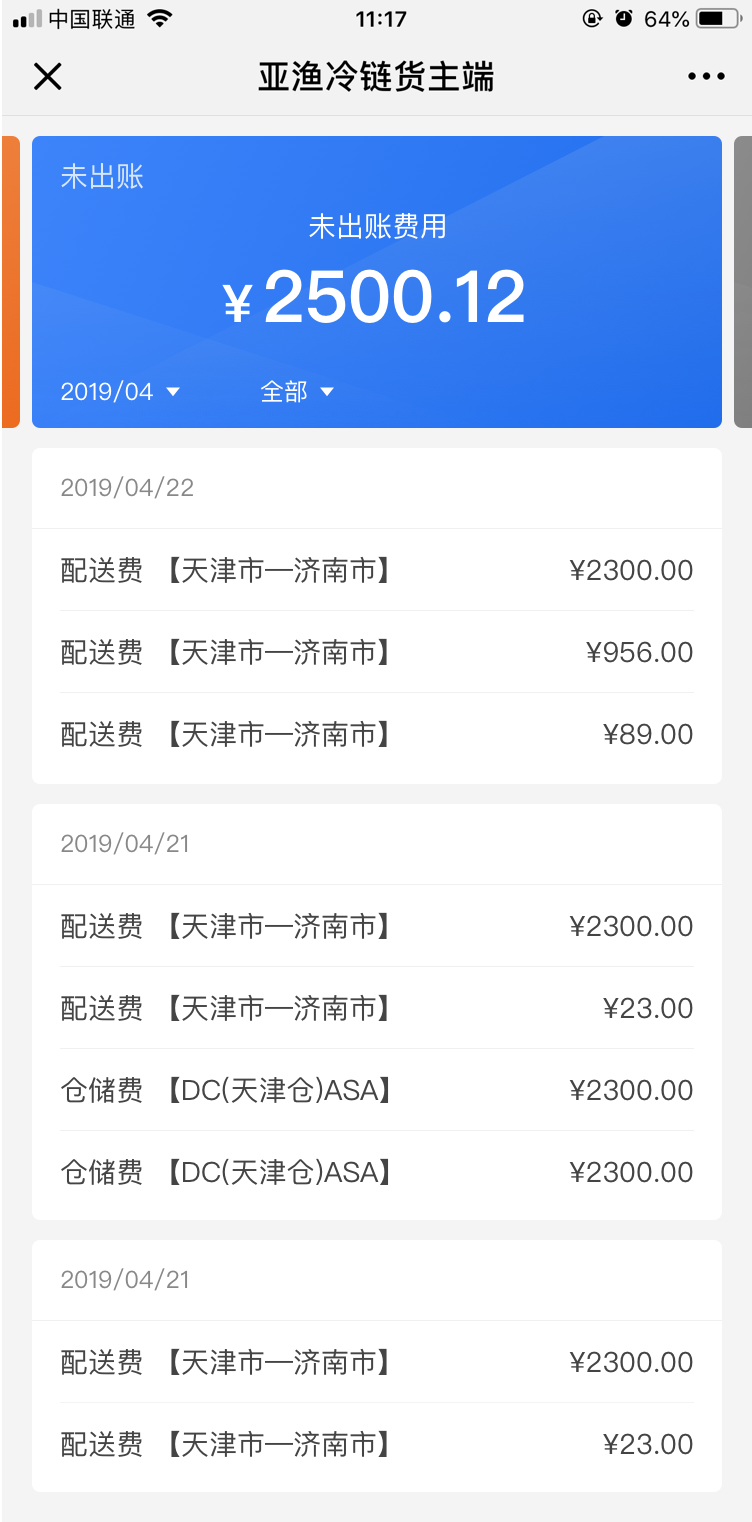 中国联通 11:17 64%
亚渔冷链货主端
未出账
未出账费用
¥2500.12
2019/04 全部
2019/04/22
配送费 【天津市—济南市】 ¥2300.00
配送费 【天津市—济南市】 ¥956.00
配送费 【天津市—济南市】 ¥89.00
2019/04/21
配送费 【天津市—济南市】 ¥2300.00
配送费 【天津市—济南市】 ¥23.00
仓储费 【DC(天津仓)ASA】 ¥2300.00
仓储费 【DC(天津仓)ASA】 ¥2300.00
2019/04/21
配送费 【天津市—济南市】 ¥2300.00
配送费 【天津市—济南市】 ¥23.00